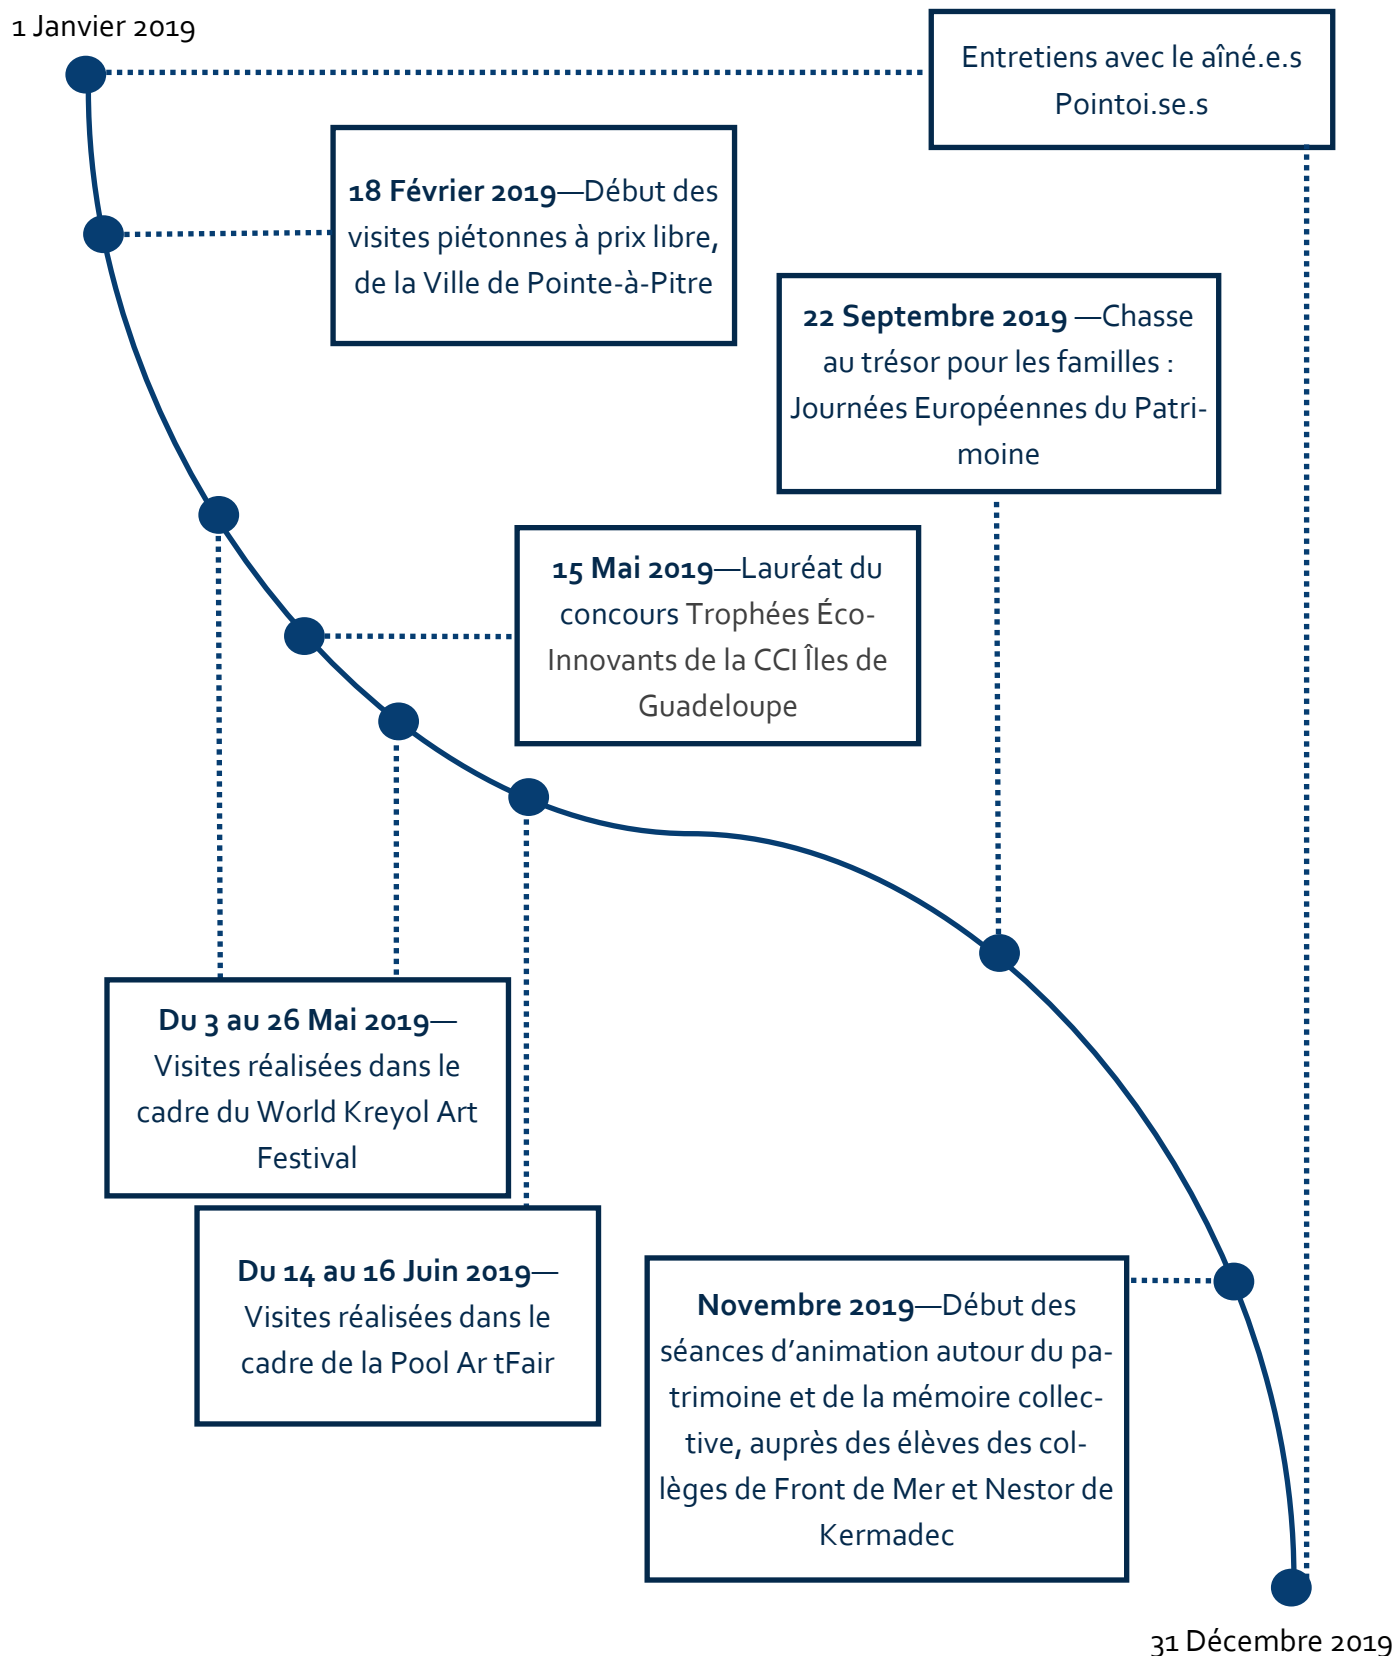 1 Janvier 2019
Entretiens avec le aîné.e.s
Pointoi.se.s
18 Février 2019—Début des
visites piétonnes à prix libre,
de la Ville de Pointe-à-Pitre
22 Septembre 2019 —Chasse
au trésor pour les familles :
Journées Européennes du Patri-
moine
15 Mai 2019—Lauréat du
concours Trophées Éco-
Innovants de la CCI Îles de
Guadeloupe
Du 3 au 26 Mai 2019—
Visites réalisées dans le
cadre du World Kreyol Art
Festival
Du 14 au 16 Juin 2019—
Visites réalisées dans le
cadre de la Pool Ar tFair
Novembre 2019—Début des
séances d’animation autour du pa-
trimoine et de la mémoire collec-
tive, auprès des élèves des col-
lèges de Front de Mer et Nestor de
Kermadec
31 Décembre 2019